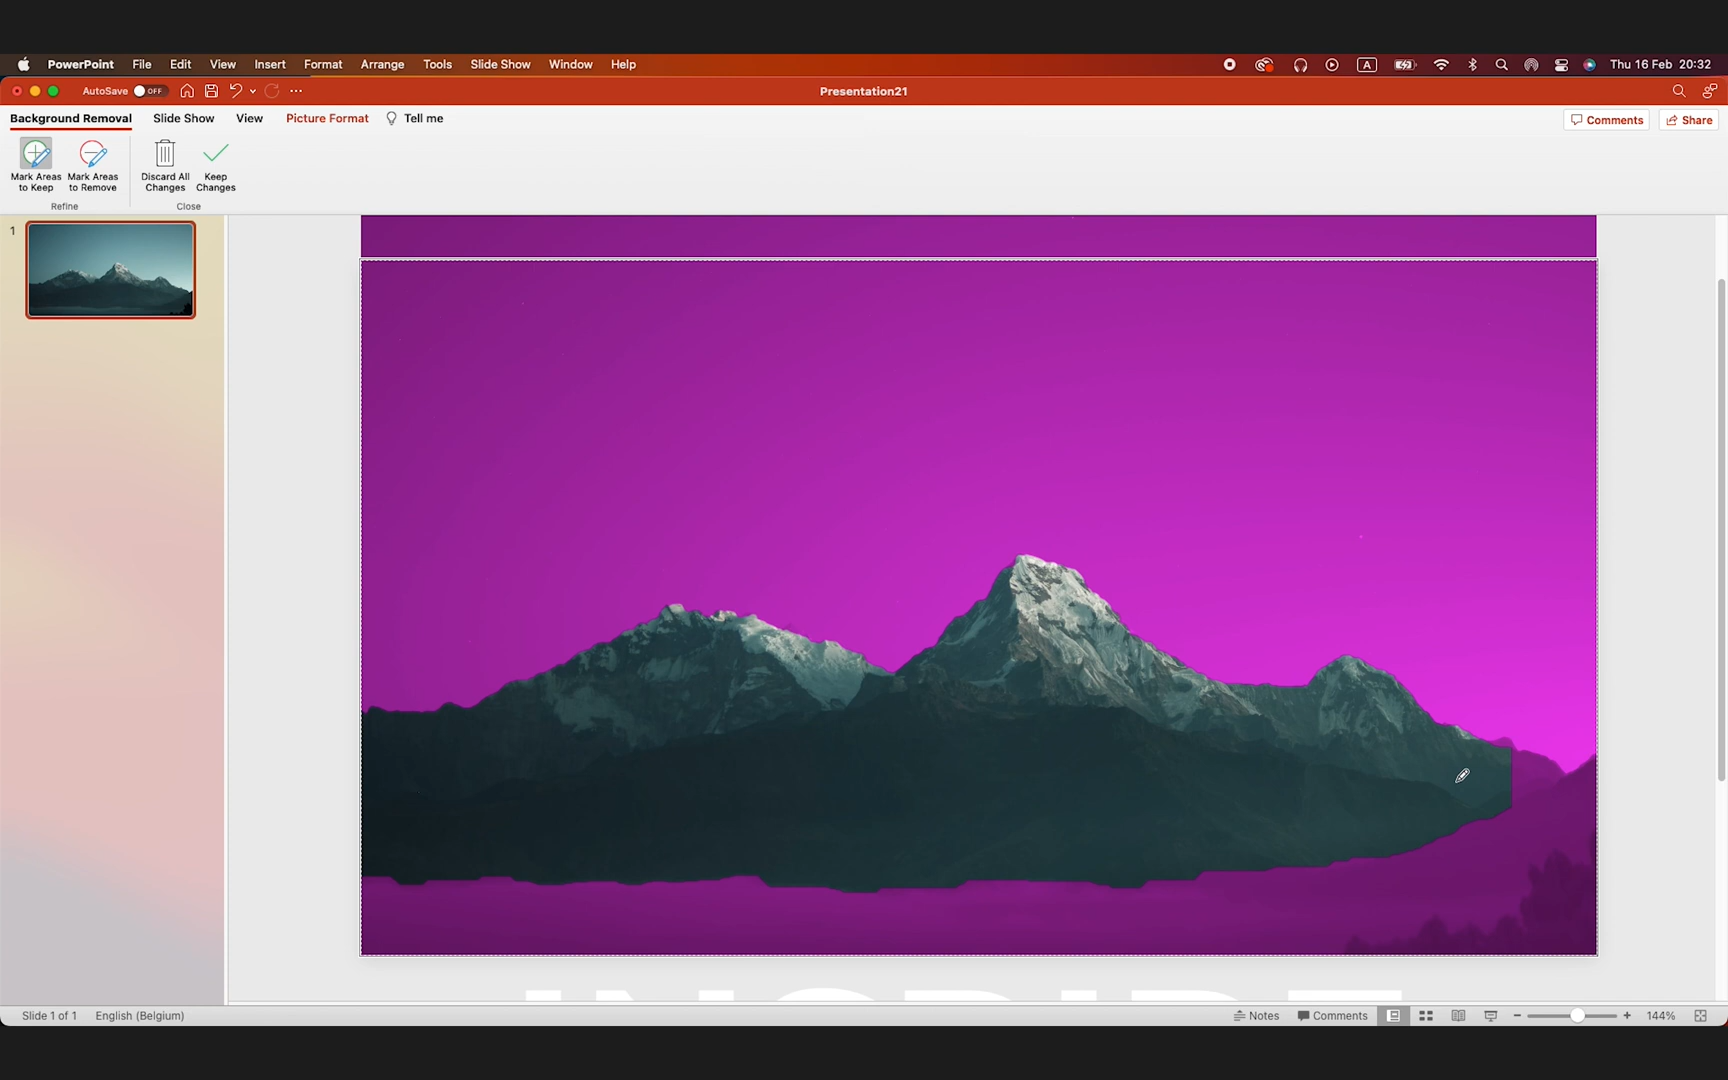 PowerPoint File Edit View Insert Format Arrange Tools Slide Show Window Help A Thu 16 Feb 20:32
AutoSave OFF Presentation21
Background Removal Slide Show View Picture Format Tell me Comments Share
Mark Areas to Keep
Mark Areas to Remove
Discard All Changes
Keep Changes
Refine Close
1
Slide 1 of 1 English (Belgium) Notes Comments 144%